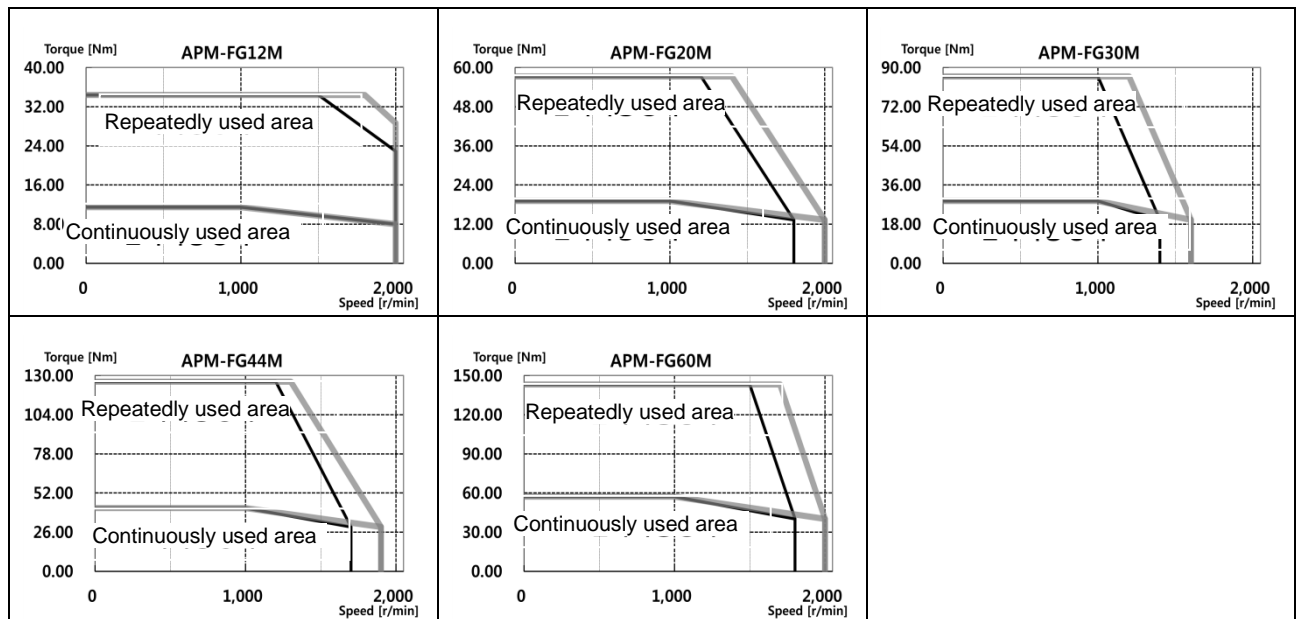 Torque [Nm]
APM-FG12M
40.00
32.00
24.00
16.00
8.00
0.00
Repeatedly used area
Continuously used area
0
1,000
2,000
Speed [r/min]
Torque [Nm]
APM-FG20M
60.00
48.00
36.00
24.00
12.00
0.00
Repeatedly used area
Continuously used area
0
1,000
2,000
Speed [r/min]
Torque [Nm]
APM-FG30M
90.00
72.00
54.00
36.00
18.00
0.00
Repeatedly used area
Continuously used area
0
1,000
2,000
Speed [r/min]
Torque [Nm]
APM-FG44M
130.00
104.00
78.00
52.00
26.00
0.00
Repeatedly used area
Continuously used area
0
1,000
2,000
Speed [r/min]
Torque [Nm]
APM-FG60M
150.00
120.00
90.00
60.00
30.00
0.00
Repeatedly used area
Continuously used area
0
1,000
2,000
Speed [r/min]